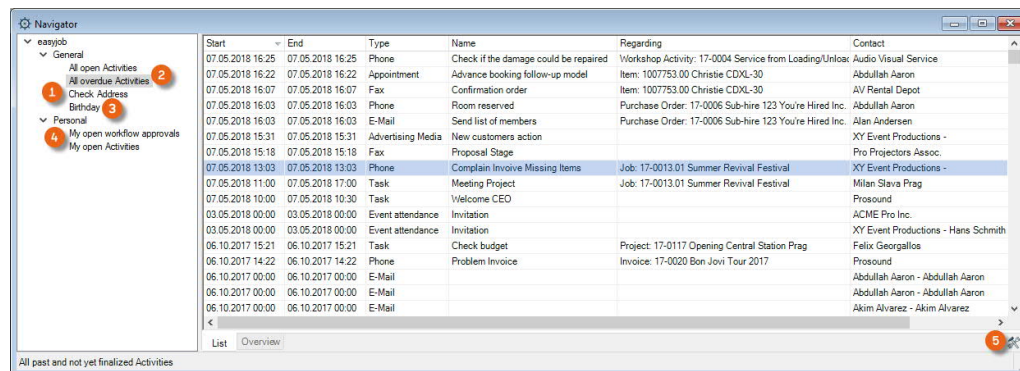 Navigator
easyjob
General
All open Activities
All overdue Activities 2
1 Check Address
Birthday 3
Personal
4 My open workflow approvals
My open Activities
Start End Type Name Regarding Contact
07.05.2018 16:25 07.05.2018 16:25 Phone Check if the damage could be repaired Workshop Activity: 17-0004 Service from Loading/Unloac Audio Visual Service
07.05.2018 16:22 07.05.2018 16:22 Appointment Advance booking follow-up model Item: 1007753.00 Christie CDXL-30 Abdullah Aaron
07.05.2018 16:07 07.05.2018 16:07 Fax Confirmation order Item: 1007753.00 Christie CDXL-30 AV Rental Depot
07.05.2018 16:03 07.05.2018 16:03 Phone Room reserved Purchase Order: 17-0006 Sub-hire 123 You're Hired Inc. Abdullah Aaron
07.05.2018 16:03 07.05.2018 16:03 E-Mail Send list of members Purchase Order: 17-0006 Sub-hire 123 You're Hired Inc. Alan Andersen
07.05.2018 15:31 07.05.2018 15:31 Advertising Media New customers action XY Event Productions -
07.05.2018 15:18 07.05.2018 15:18 Fax Proposal Stage Pro Projectors Assoc.
07.05.2018 13:03 07.05.2018 13:03 Phone Complain Invoive Missing Items Job: 17-0013.01 Summer Revival Festival XY Event Productions -
07.05.2018 11:00 07.05.2018 17:00 Task Meeting Project Job: 17-0013.01 Summer Revival Festival Milan Slava Prag
07.05.2018 10:00 07.05.2018 10:30 Task Welcome CEO Prosound
03.05.2018 00:00 03.05.2018 00:00 Event attendance Invitation ACME Pro Inc.
03.05.2018 00:00 03.05.2018 00:00 Event attendance Invitation XY Event Productions - Hans Schmith
06.10.2017 15:21 06.10.2017 15:21 Task Check budget Project: 17-0117 Opening Central Station Prag Felix Georgallos
06.10.2017 14:22 06.10.2017 14:22 Phone Problem Invoice Invoice: 17-0020 Bon Jovi Tour 2017 Prosound
06.10.2017 00:00 06.10.2017 00:00 E-Mail Abdullah Aaron - Abdullah Aaron
06.10.2017 00:00 06.10.2017 00:00 E-Mail Abdullah Aaron - Abdullah Aaron
06.10.2017 00:00 06.10.2017 00:00 E-Mail Akim Alvarez - Akim Alvarez
List Overview 5
All past and not yet finalized Activities